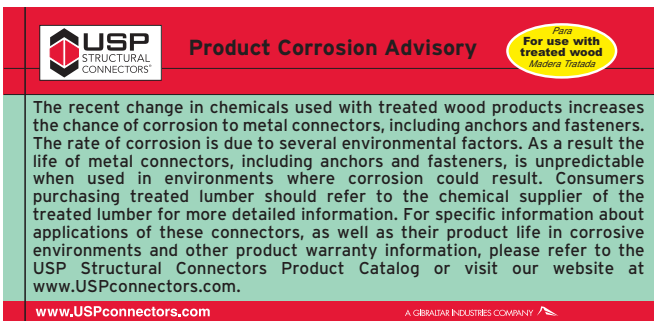 USP
STRUCTURAL
CONNECTORS®
Product Corrosion Advisory
Para
For use with
treated wood
Madera Tratada
The recent change in chemicals used with treated wood products increases
the chance of corrosion to metal connectors, including anchors and fasteners.
The rate of corrosion is due to several environmental factors. As a result the
life of metal connectors, including anchors and fasteners, is unpredictable
when used in environments where corrosion could result. Consumers
purchasing treated lumber should refer to the chemical supplier of the
treated lumber for more detailed information. For specific information about
applications of these connectors, as well as their product life in corrosive
environments and other product warranty information, please refer to the
USP Structural Connectors Product Catalog or visit our website at
www.USPconnectors.com.
www.USPconnectors.com
A GIBRALTAR INDUSTRIES COMPANY